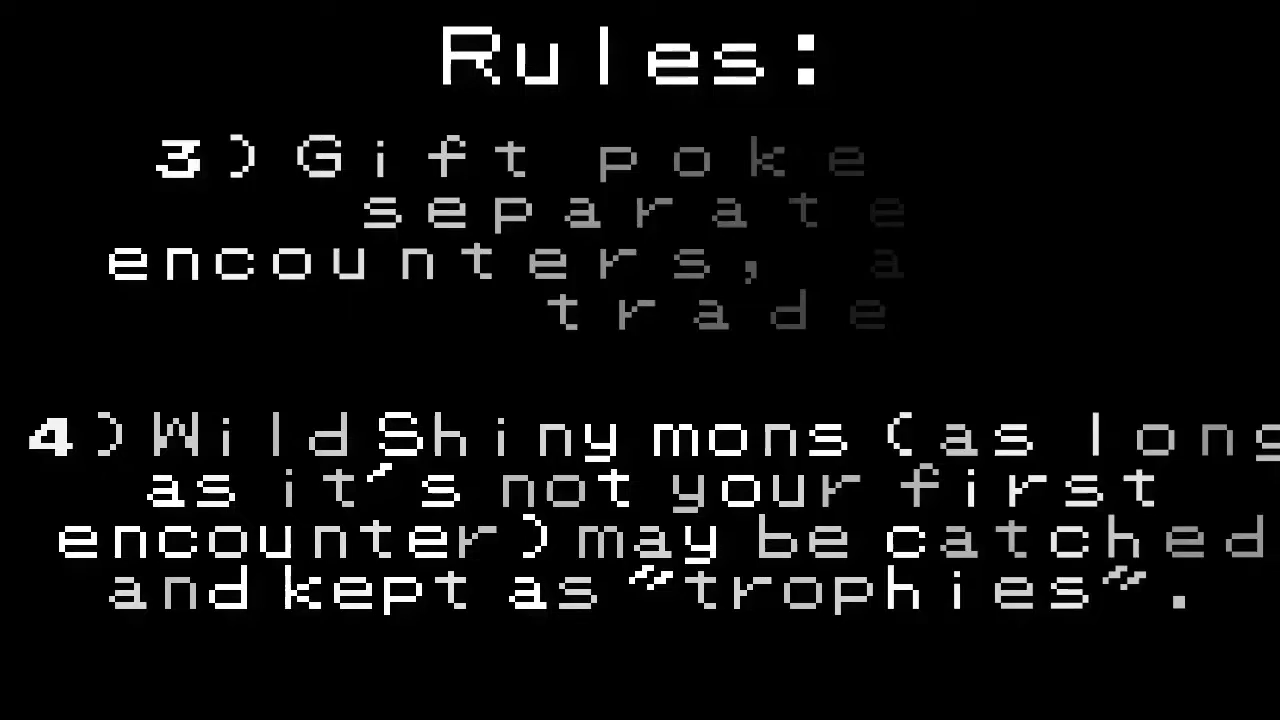 Rules:
3) Gift poke
separate
encounters, a
trade
4) Wild Shiny mons (as long
as it's not your first
encounter) may be catched
and kept as "trophies".